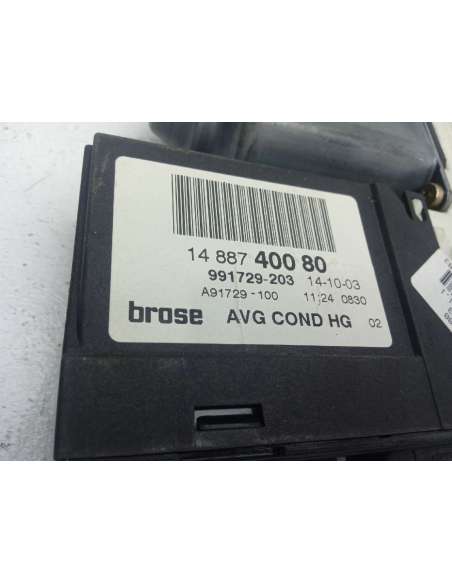 14 887 400 80
991729-203 14-10-03
A91729-100 11:24 0830
brose AVG COND HG 02